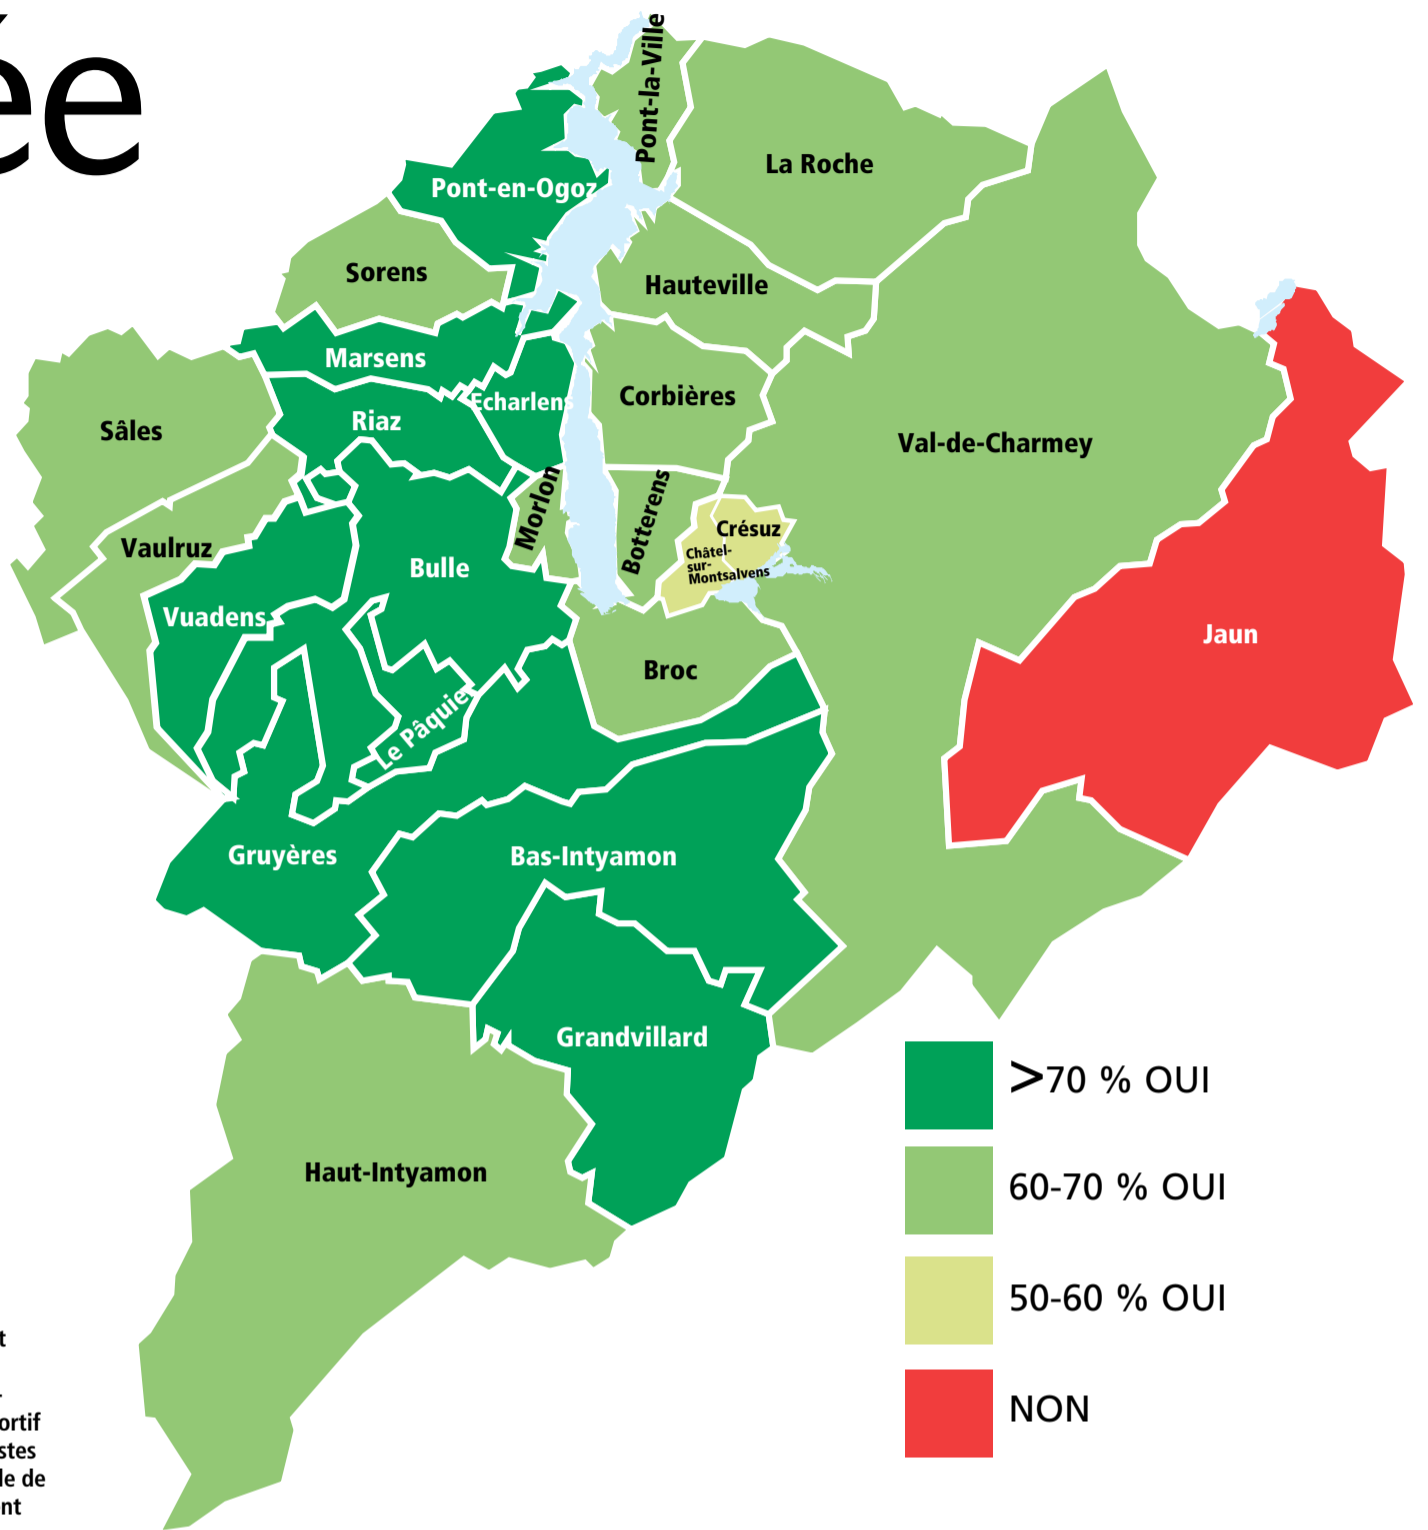 ée
Pont-la-Ville
La Roche
Pont-en-Ogoz
Sorens
Hauteville
Marsens
Echarlens
Corbières
Riaz
Sâles
Val-de-Charmey
Morlon
Botterens
Crésuz
Vaulruz
Châtel-
sur-
Montsalvens
Bulle
Vuadens
Jaun
Broc
Le Pâquier
Gruyères
Bas-Intyamon
Grandvillard
Haut-Intyamon
>70 % OUI
60-70 % OUI
50-60 % OUI
NON
t
ortif
stes
le de
nt